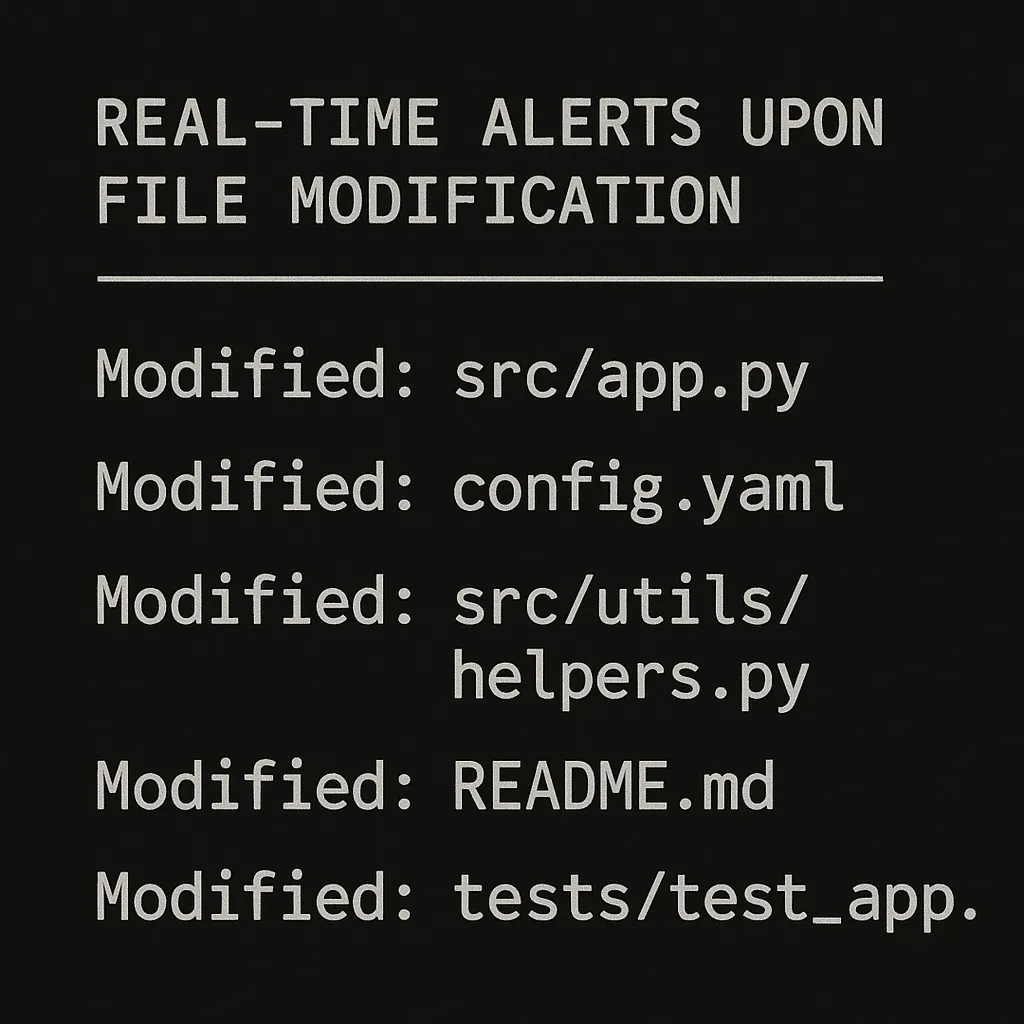 REAL-TIME ALERTS UPON
FILE MODIFICATION
Modified: src/app.py
Modified: config.yaml
Modified: src/utils/
helpers.py
Modified: README.md
Modified: tests/test_app.